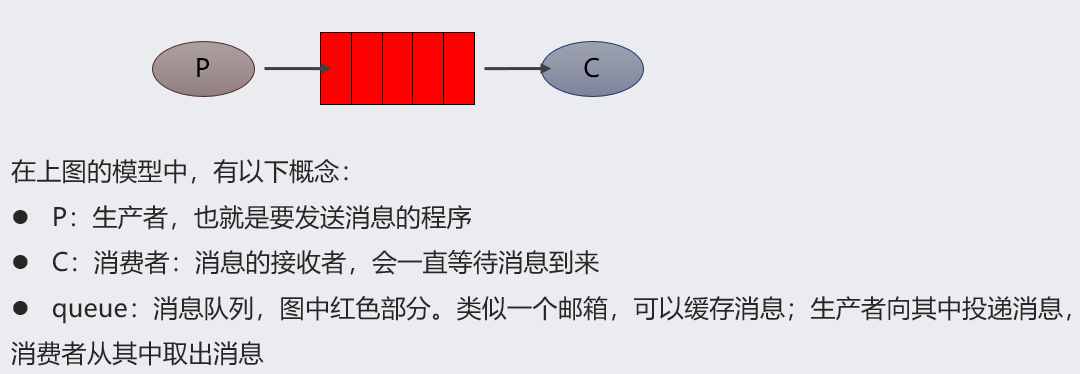 P C
在上图的模型中，有以下概念：
● P：生产者，也就是要发送消息的程序
● C：消费者：消息的接收者，会一直等待消息到来
● queue：消息队列，图中红色部分。类似一个邮箱，可以缓存消息；生产者向其中投递消息，
消费者从其中取出消息